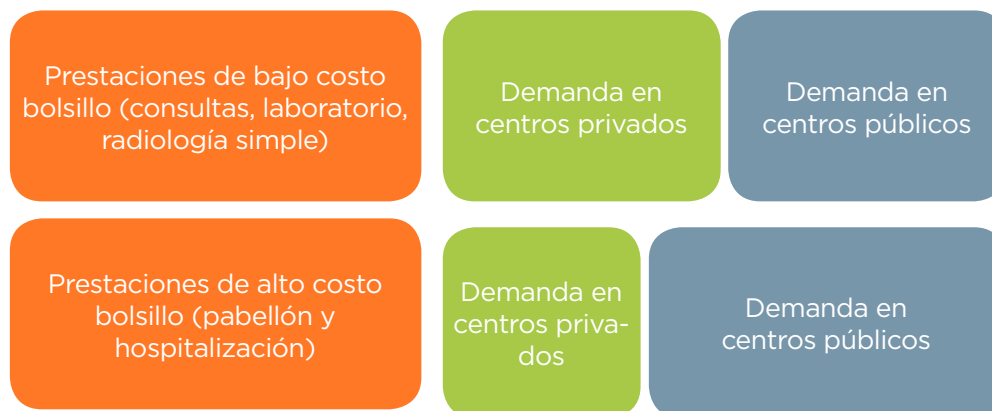 Prestaciones de bajo costo
bolsillo (consultas, laboratorio,
radiología simple)
Demanda en
centros privados
Demanda en
centros públicos
Prestaciones de alto costo
bolsillo (pabellón y
hospitalización)
Demanda en
centros priva-
dos
Demanda en
centros públicos